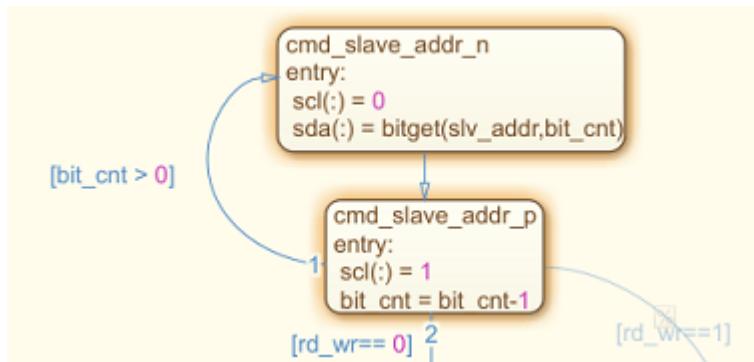 cmd_slave_addr_n
entry:
scl(:) = 0
sda(:) = bitget(slv_addr,bit_cnt)
[bit_cnt > 0]
cmd_slave_addr_p
entry:
1
scl(:) = 1
bit_cnt = bit_cnt-1
[rd_wr== 0]
2
[rd_wr==1]